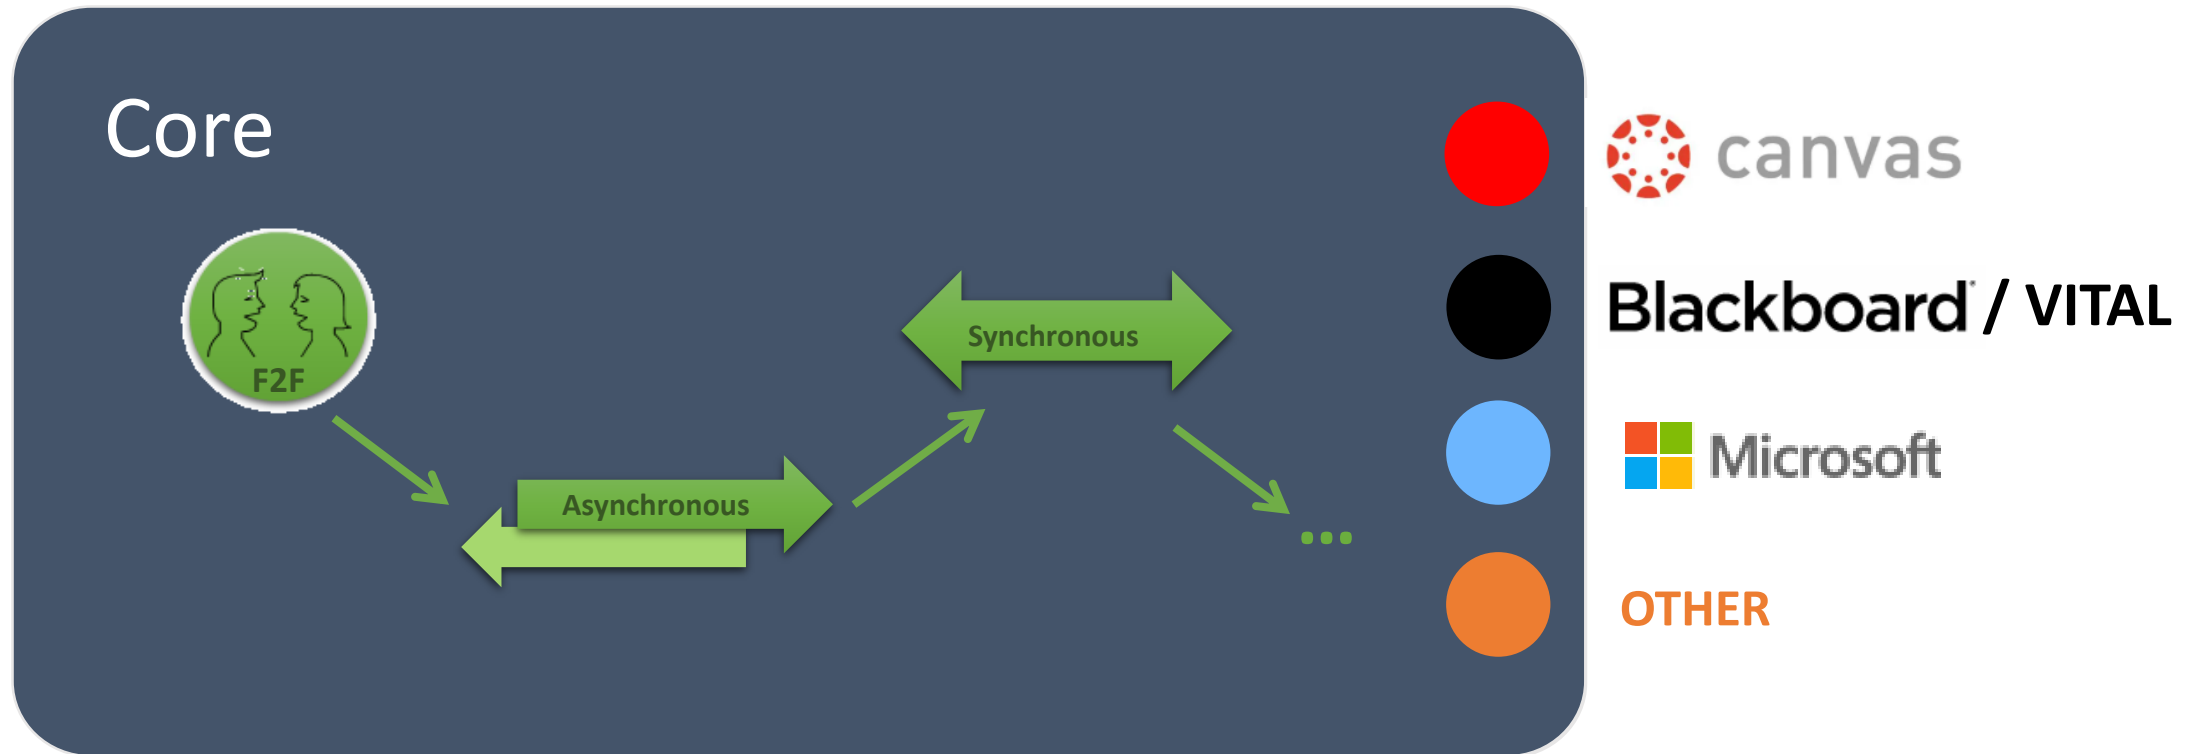 Core
F2F
Asynchronous
Synchronous
...
canvas
Blackboard / VITAL
Microsoft
OTHER